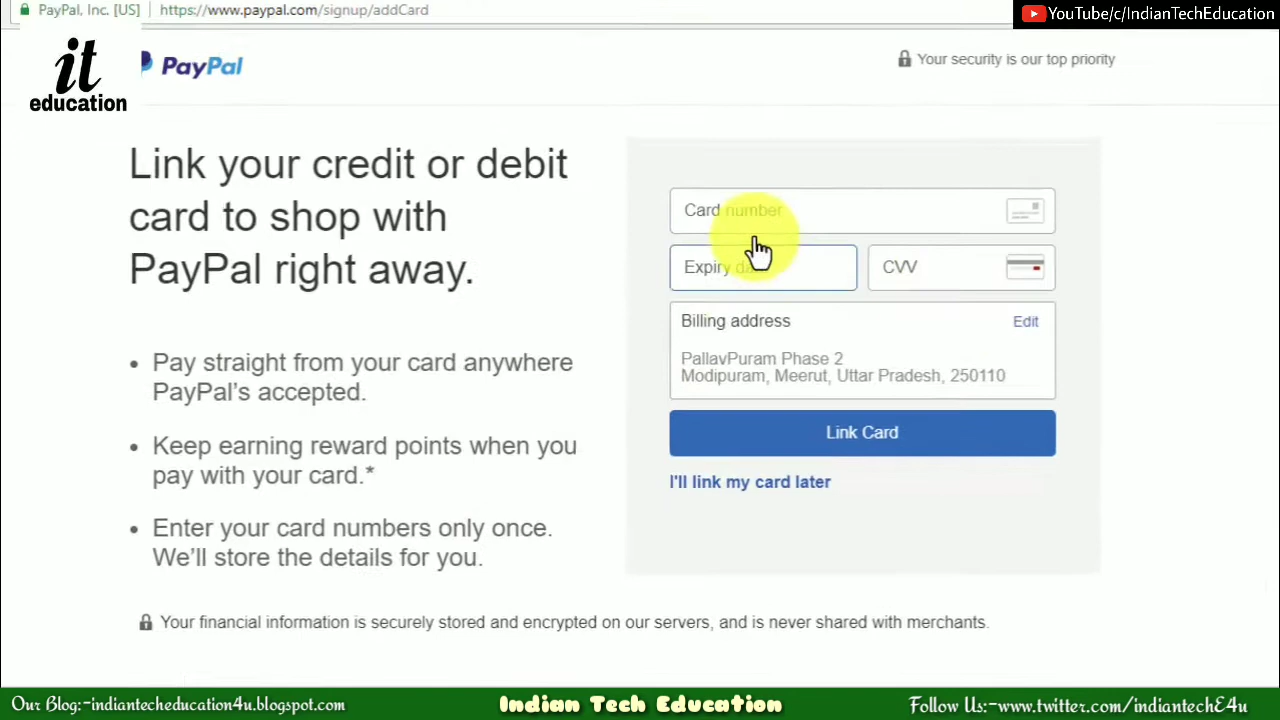 PayPal, Inc. [US] https://www.paypal.com/signup/addCard
YouTube/c/IndianTechEducation
it
education
PayPal
Your security is our top priority
Link your credit or debit
card to shop with
PayPal right away.
Pay straight from your card anywhere
PayPal's accepted.
Keep earning reward points when you
pay with your card.*
Enter your card numbers only once.
We'll store the details for you.
Card number
Expiry date
CVV
Billing address
Edit
PallavPuram Phase 2
Modipuram, Meerut, Uttar Pradesh, 250110
Link Card
I'll link my card later
Your financial information is securely stored and encrypted on our servers, and is never shared with merchants.
Our Blog:-indiantecheducation4u.blogspot.com
Indian Tech Education
Follow Us:-www.twitter.com/indiantechE4u